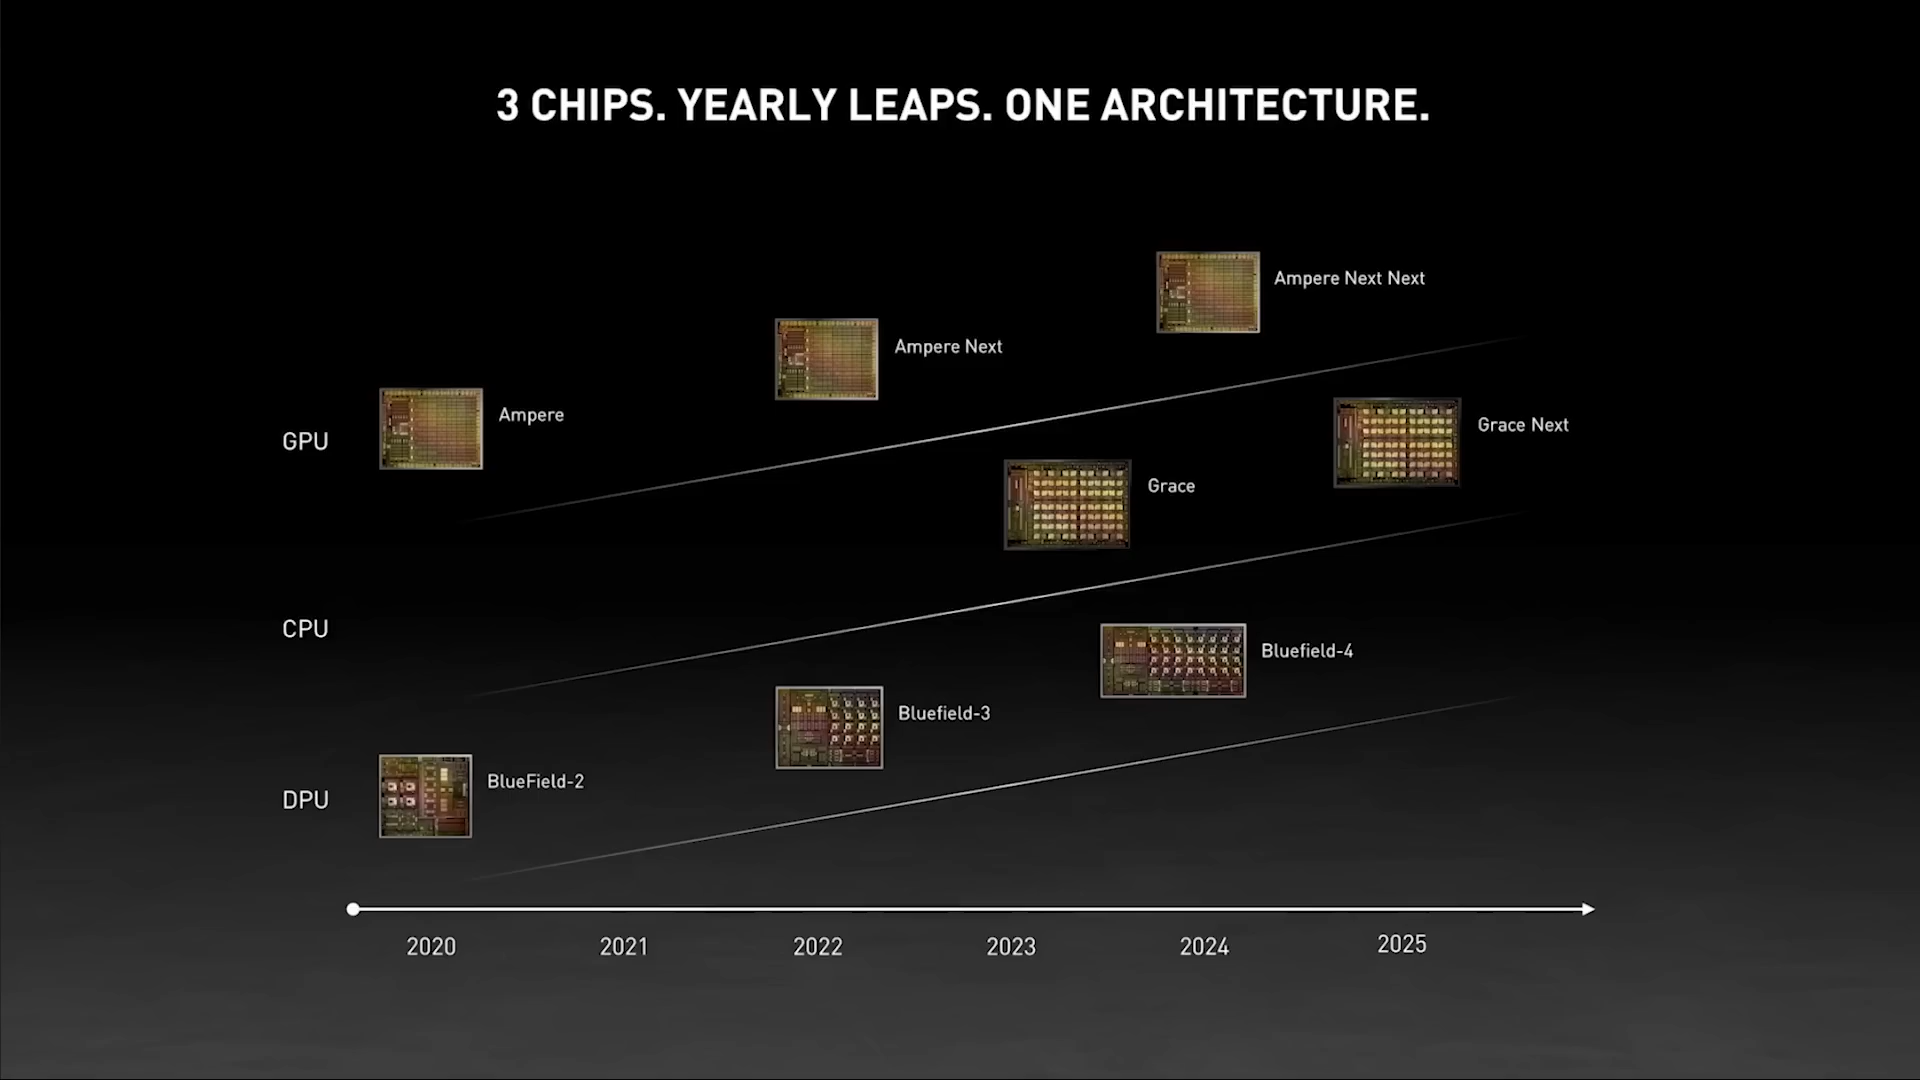 3 CHIPS. YEARLY LEAPS. ONE ARCHITECTURE.
Ampere Next Next
Ampere Next
Ampere
GPU
Grace Next
Grace
CPU
Bluefield-4
Bluefield-3
BlueField-2
DPU
2020 2021 2022 2023 2024 2025